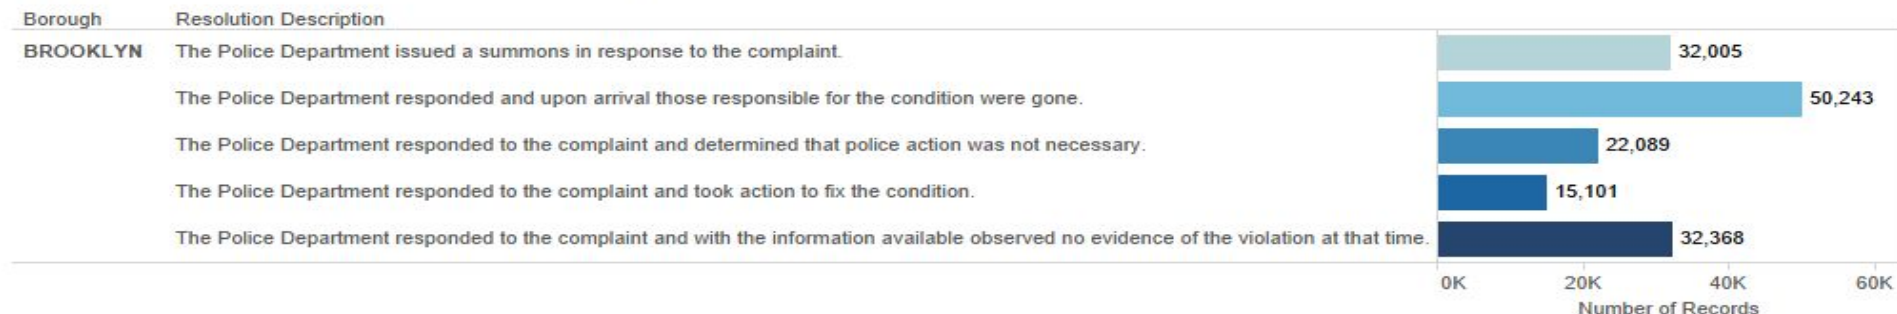 Borough Resolution Description
BROOKLYN The Police Department issued a summons in response to the complaint. 32,005
The Police Department responded and upon arrival those responsible for the condition were gone. 50,243
The Police Department responded to the complaint and determined that police action was not necessary. 22,089
The Police Department responded to the complaint and took action to fix the condition. 15,101
The Police Department responded to the complaint and with the information available observed no evidence of the violation at that time. 32,368
0K 20K 40K 60K
Number of Records